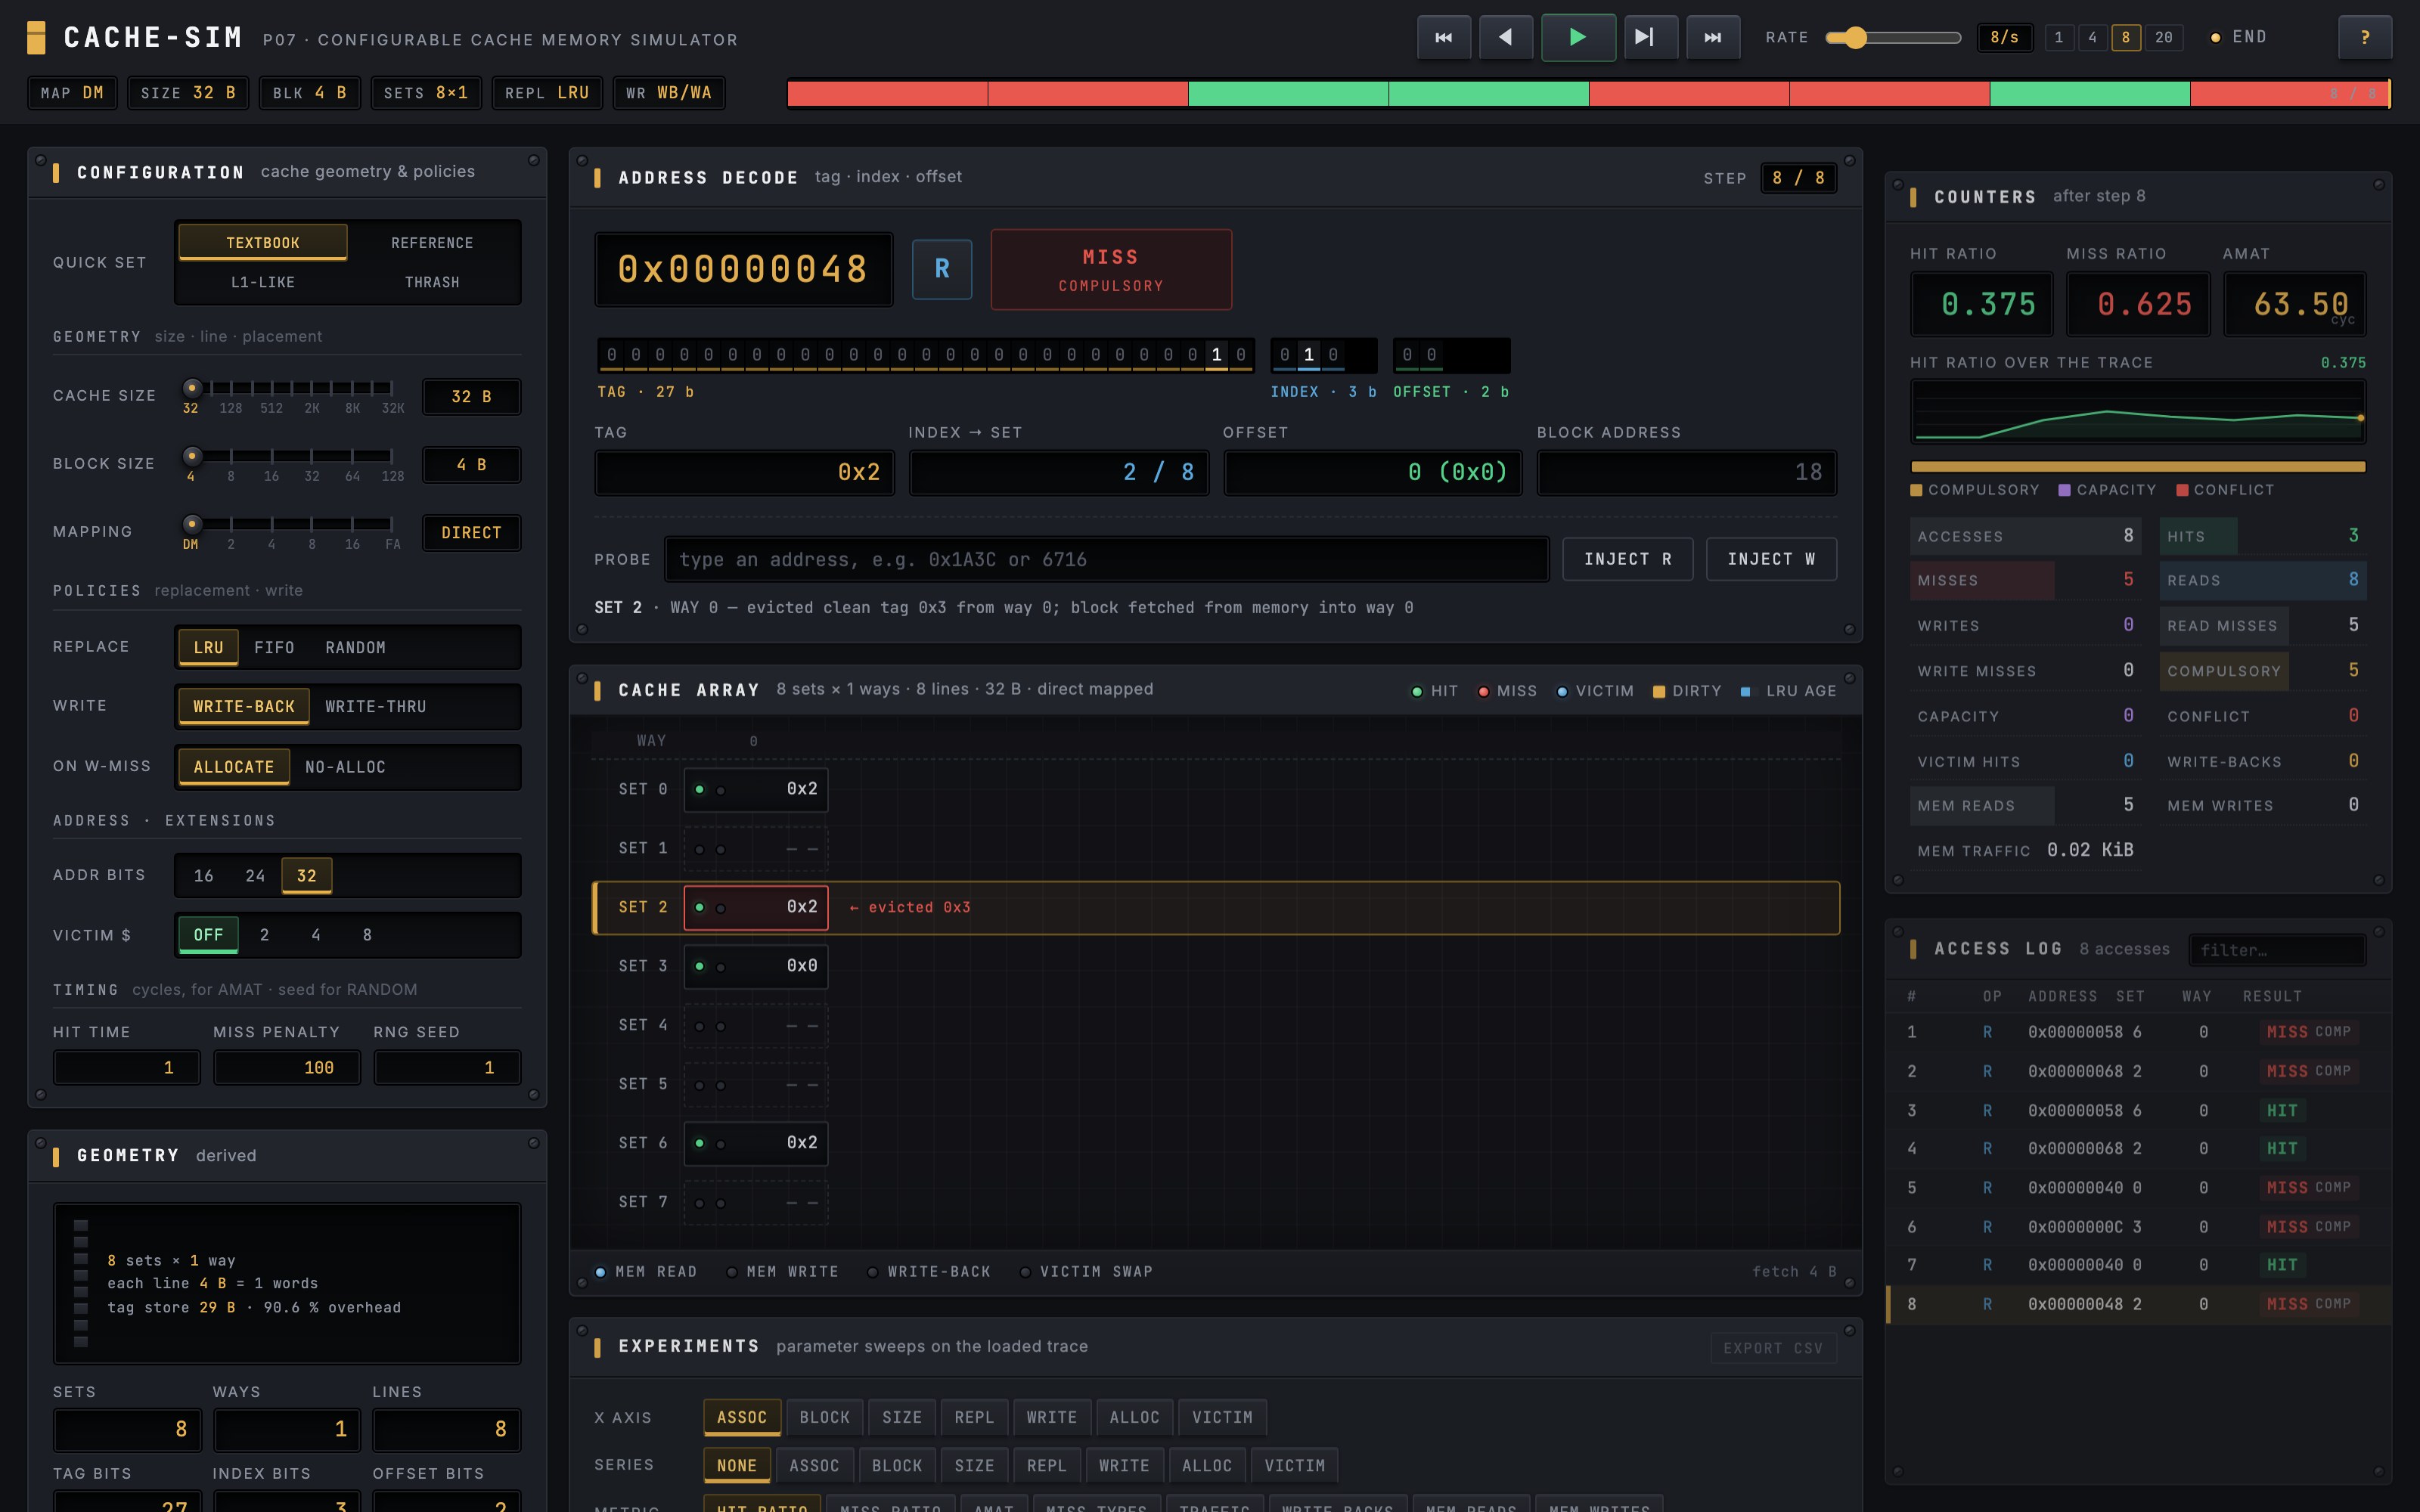 CACHE-SIM P07 · CONFIGURABLE CACHE MEMORY SIMULATOR
RATE 8/s 1 4 8 20 END ?
MAP DM SIZE 32 B BLK 4 B SETS 8×1 REPL LRU WR WB/WA
8 / 8
CONFIGURATION cache geometry & policies
QUICK SET
TEXTBOOK REFERENCE
L1-LIKE THRASH
GEOMETRY size · line · placement
CACHE SIZE 32 B
32 128 512 2K 8K 32K
BLOCK SIZE 4 B
4 8 16 32 64 128
MAPPING DIRECT
DM 2 4 8 16 FA
POLICIES replacement · write
REPLACE LRU FIFO RANDOM
WRITE WRITE-BACK WRITE-THRU
ON W-MISS ALLOCATE NO-ALLOC
ADDRESS · EXTENSIONS
ADDR BITS 16 24 32
VICTIM $ OFF 2 4 8
TIMING cycles, for AMAT · seed for RANDOM
HIT TIME MISS PENALTY RNG SEED
1 100 1
GEOMETRY derived
8 sets × 1 way
each line 4 B = 1 words
tag store 29 B · 90.6 % overhead
SETS WAYS LINES
8 1 8
TAG BITS INDEX BITS OFFSET BITS
27 3 2
ADDRESS DECODE tag · index · offset STEP 8 / 8
0x00000048 R MISS
COMPULSORY
0 0 0 0 0 0 0 0 0 0 0 0 0 0 0 0 0 0 0 0 0 0 0 0 0 1 0 0 1 0 0 0
TAG · 27 b INDEX · 3 b OFFSET · 2 b
TAG INDEX → SET OFFSET BLOCK ADDRESS
0x2 2 / 8 0 (0x0) 18
PROBE type an address, e.g. 0x1A3C or 6716 INJECT R INJECT W
SET 2 · WAY 0 — evicted clean tag 0x3 from way 0; block fetched from memory into way 0
CACHE ARRAY 8 sets × 1 ways · 8 lines · 32 B · direct mapped HIT MISS VICTIM DIRTY LRU AGE
WAY 0
SET 0 0x2
SET 1 — —
SET 2 0x2 ← evicted 0x3
SET 3 0x0
SET 4 — —
SET 5 — —
SET 6 0x2
SET 7 — —
MEM READ MEM WRITE WRITE-BACK VICTIM SWAP fetch 4 B
EXPERIMENTS parameter sweeps on the loaded trace EXPORT CSV
X AXIS ASSOC BLOCK SIZE REPL WRITE ALLOC VICTIM
SERIES NONE ASSOC BLOCK SIZE REPL WRITE ALLOC VICTIM
METRIC HIT RATIO MISS RATIO AMAT MISS TYPES TRAFFIC WRITE-BACKS MEM READS MEM WRITES
COUNTERS after step 8
HIT RATIO MISS RATIO AMAT
0.375 0.625 63.50 cyc
HIT RATIO OVER THE TRACE 0.375
COMPULSORY CAPACITY CONFLICT
ACCESSES 8 HITS 3
MISSES 5 READS 8
WRITES 0 READ MISSES 5
WRITE MISSES 0 COMPULSORY 5
CAPACITY 0 CONFLICT 0
VICTIM HITS 0 WRITE-BACKS 0
MEM READS 5 MEM WRITES 0
MEM TRAFFIC 0.02 KiB
ACCESS LOG 8 accesses filter…
# OP ADDRESS SET WAY RESULT
1 R 0x00000058 6 0 MISS COMP
2 R 0x00000068 2 0 MISS COMP
3 R 0x00000058 6 0 HIT
4 R 0x00000068 2 0 HIT
5 R 0x00000040 0 0 MISS COMP
6 R 0x0000000C 3 0 MISS COMP
7 R 0x00000040 0 0 HIT
8 R 0x00000048 2 0 MISS COMP